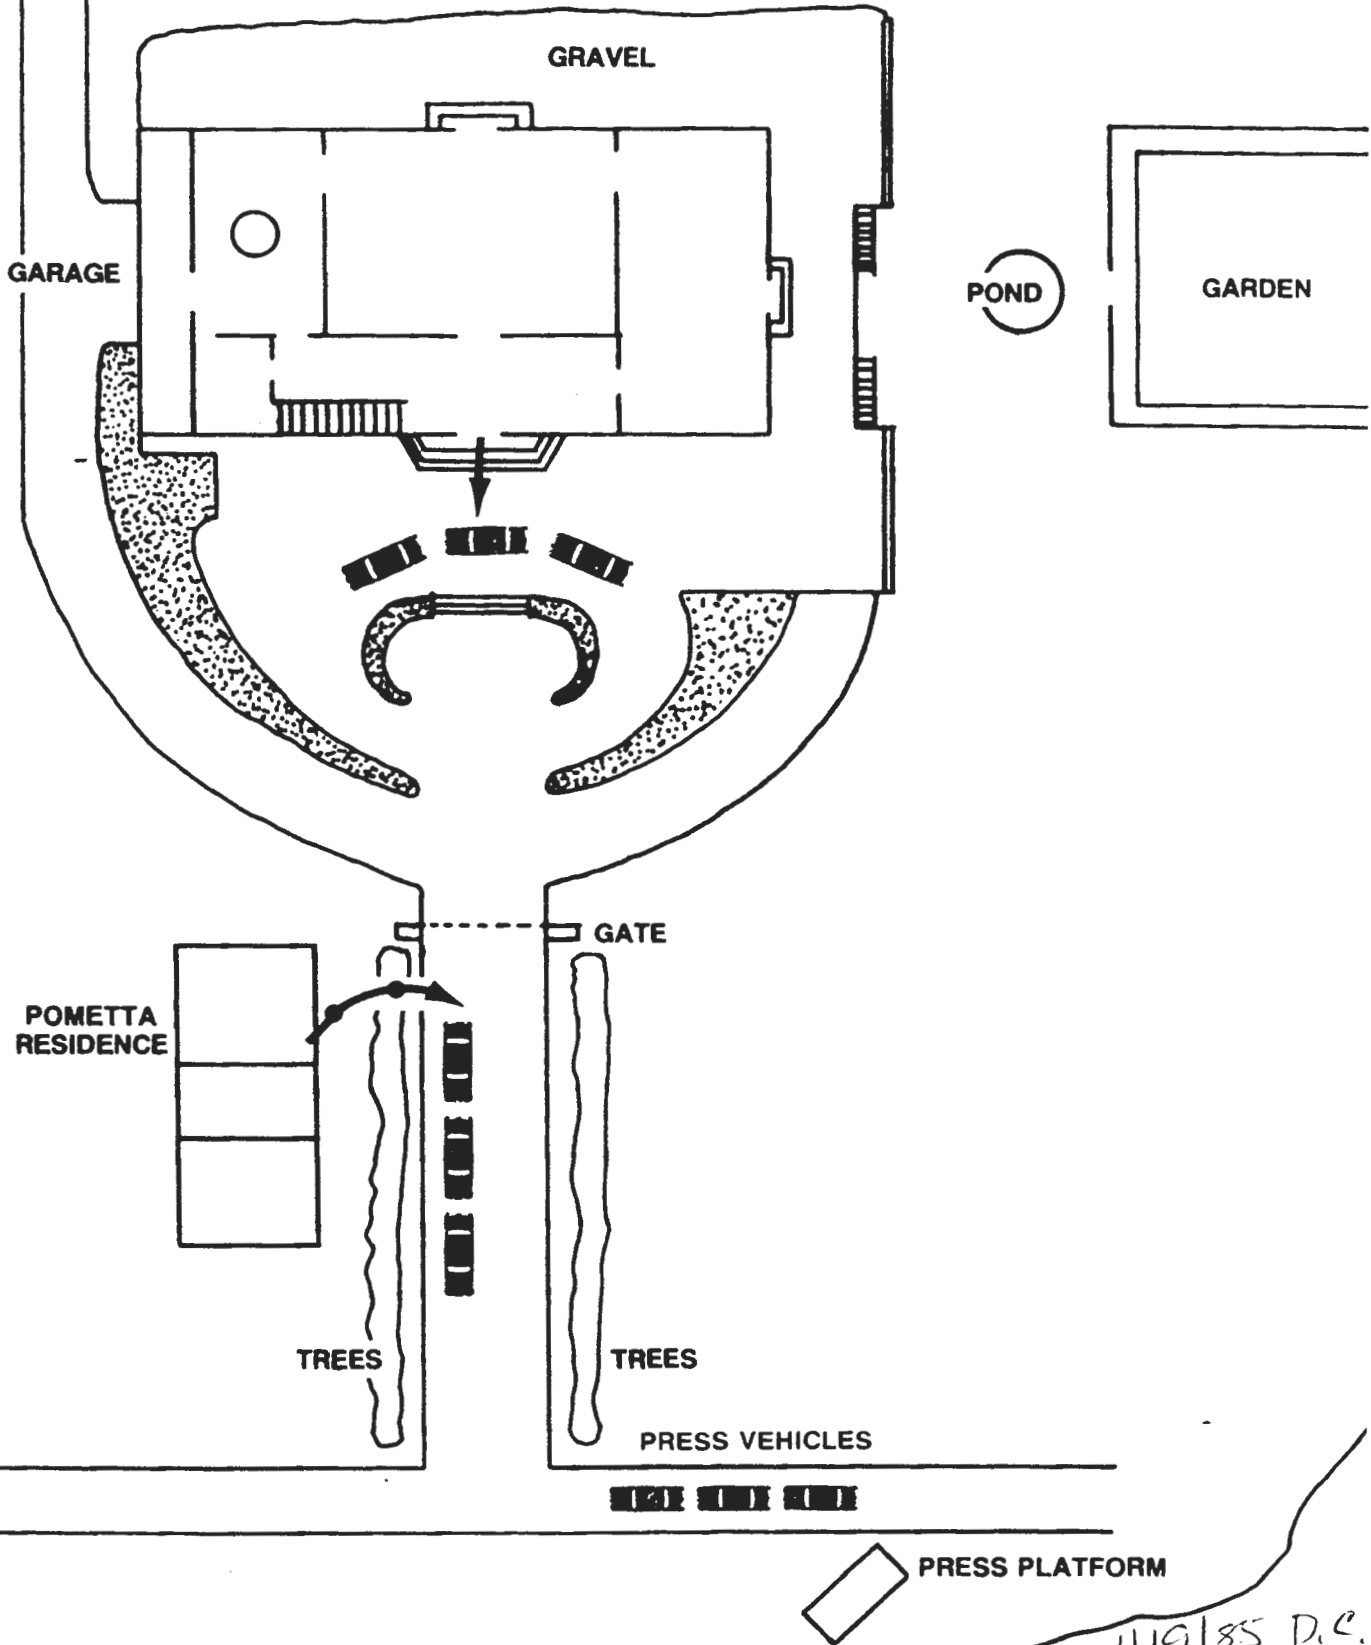 GRAVEL
GARAGE
POND
GARDEN
GATE
POMETTA
RESIDENCE
TREES
TREES
PRESS VEHICLES
PRESS PLATFORM
D.C.